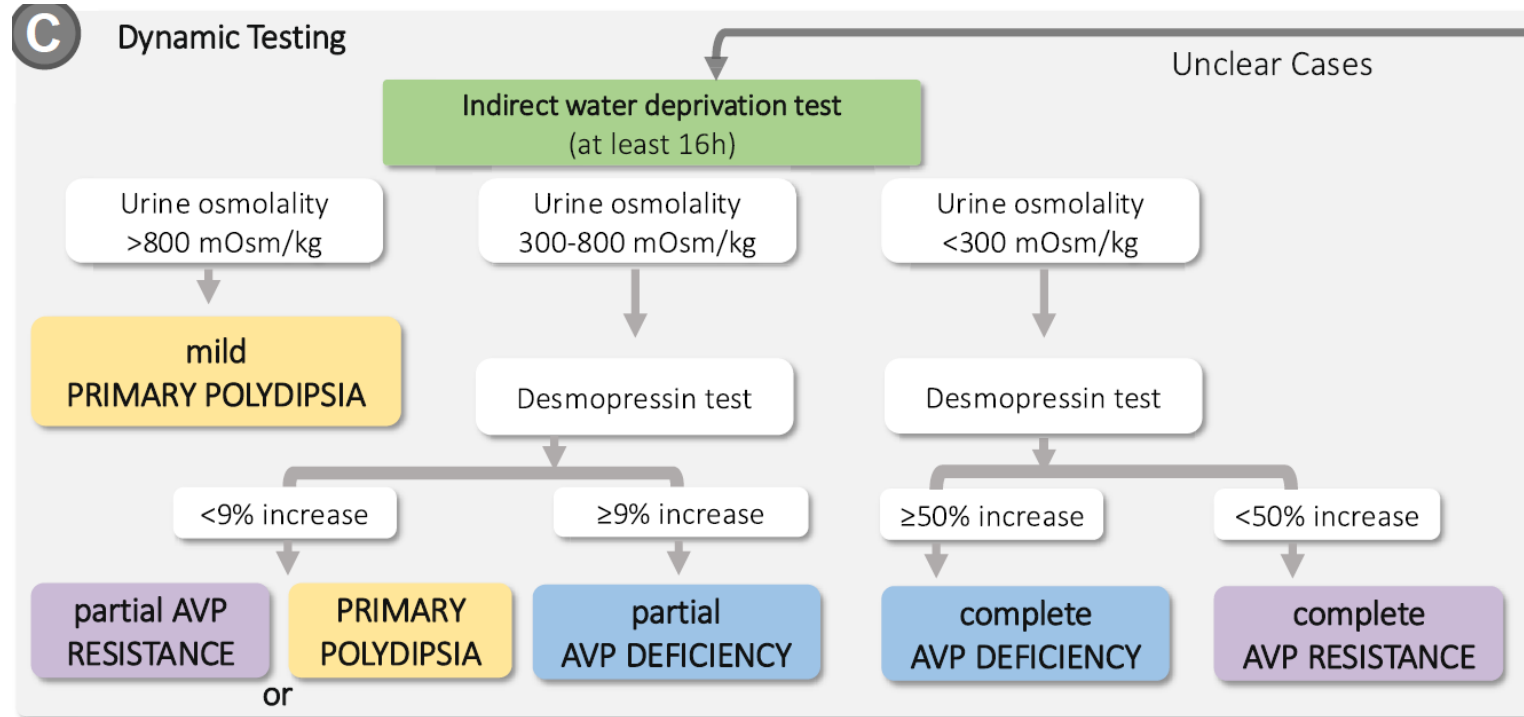 C
Dynamic Testing
Unclear Cases
Indirect water deprivation test
(at least 16h)
Urine osmolality
>800 mOsm/kg
Urine osmolality
300-800 mOsm/kg
Urine osmolality
<300 mOsm/kg
mild
PRIMARY POLYDIPSIA
Desmopressin test
Desmopressin test
<9% increase
≥9% increase
≥50% increase
<50% increase
partial AVP
RESISTANCE
or
PRIMARY
POLYDIPSIA
partial
AVP DEFICIENCY
complete
AVP DEFICIENCY
complete
AVP RESISTANCE